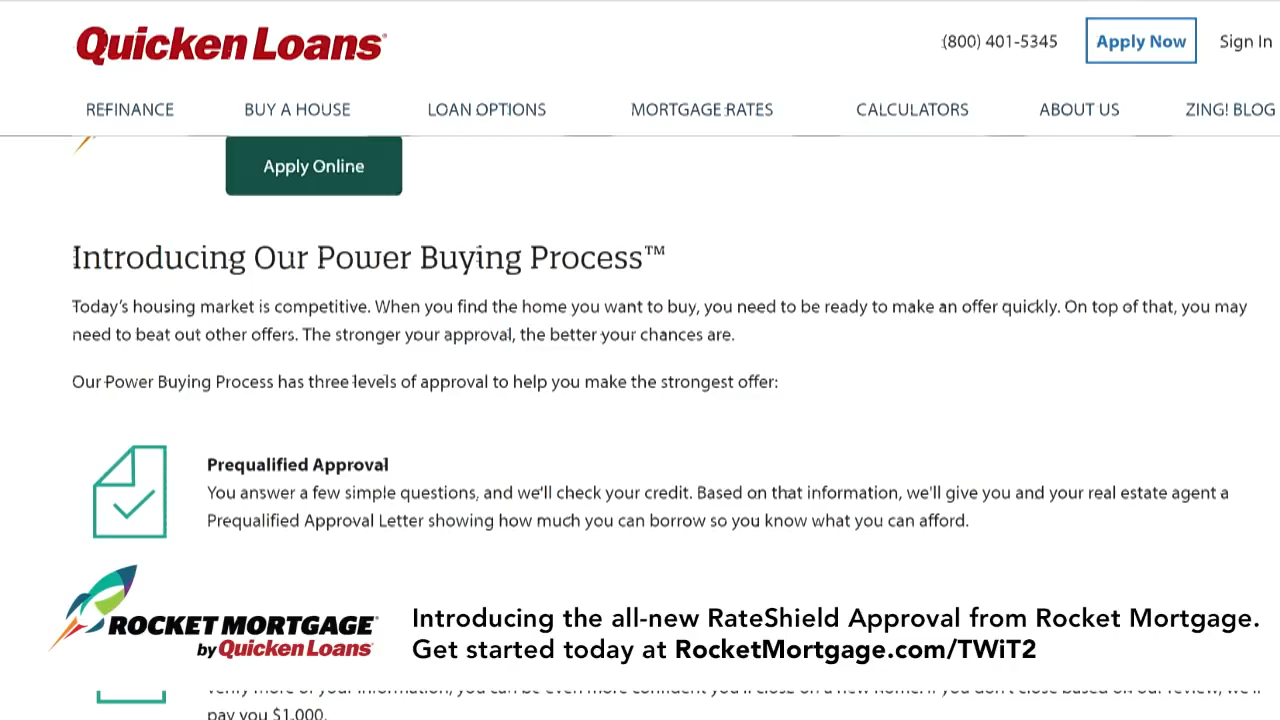 Quicken Loans
(800) 401-5345
Apply Now
Sign In
REFINANCE
BUY A HOUSE
LOAN OPTIONS
MORTGAGE RATES
CALCULATORS
ABOUT US
ZING! BLOG
Apply Online
Introducing Our Power Buying Process™
Today's housing market is competitive. When you find the home you want to buy, you need to be ready to make an offer quickly. On top of that, you may
need to beat out other offers. The stronger your approval, the better your chances are.
Our Power Buying Process has three levels of approval to help you make the strongest offer:
Prequalified Approval
You answer a few simple questions, and we'll check your credit. Based on that information, we'll give you and your real estate agent a
Prequalified Approval Letter showing how much you can borrow so you know what you can afford.
ROCKET MORTGAGE
by Quicken Loans
Introducing the all-new RateShield Approval from Rocket Mortgage.
Get started today at RocketMortgage.com/TWiT2
pay you $1,000.